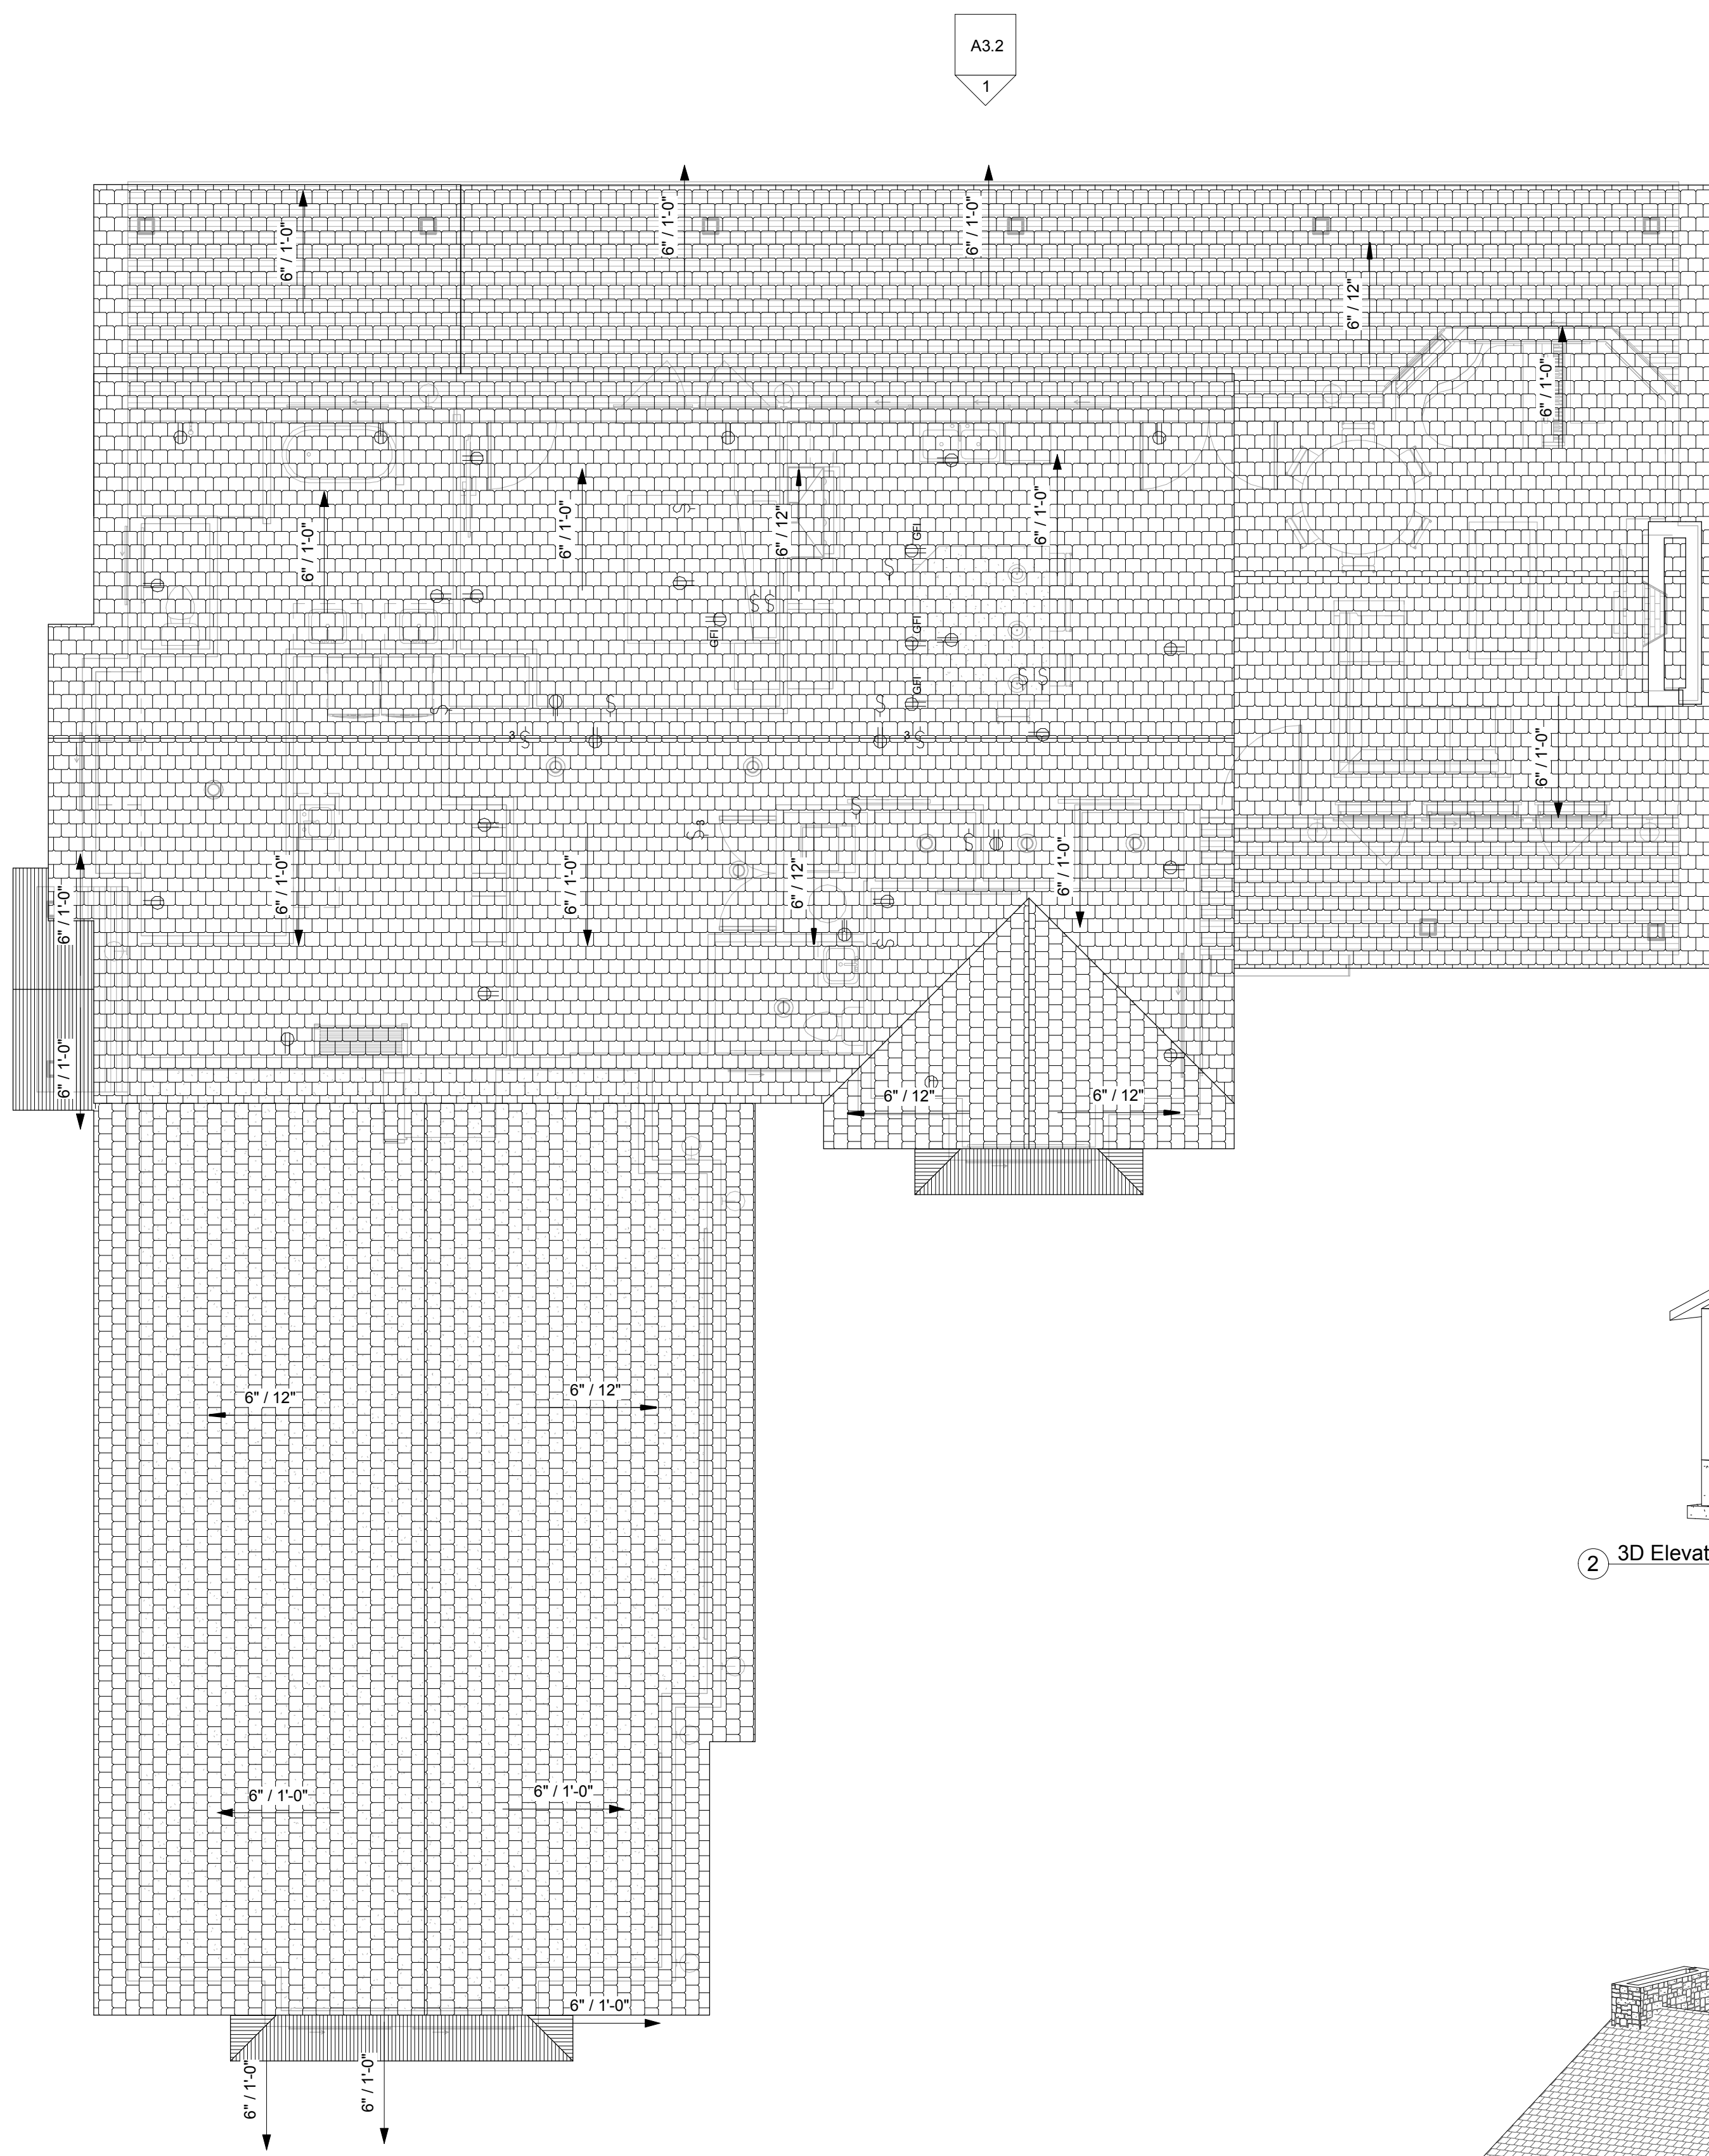 A3.2
1
6" / 1'-0"
6" / 1'-0"
6" / 1'-0"
6" / 12"
6" / 1'-0"
6" / 1'-0"
6" / 1'-0"
6" / 12"
6" / 1'-0"
GFI
$
$ $
GFI
GFI
GFI
$ $
$
$
$
3 $
3 $
6" / 1'-0"
$
$ 3
$
6" / 1'-0"
6" / 1'-0"
6" / 1'-0"
6" / 12"
6" / 1'-0"
$
6" / 1'-0"
6" / 12"
6" / 12"
6" / 12"
6" / 12"
6" / 1'-0"
6" / 1'-0"
6" / 1'-0"
6" / 1'-0"
6" / 1'-0"
2 3D Elevat